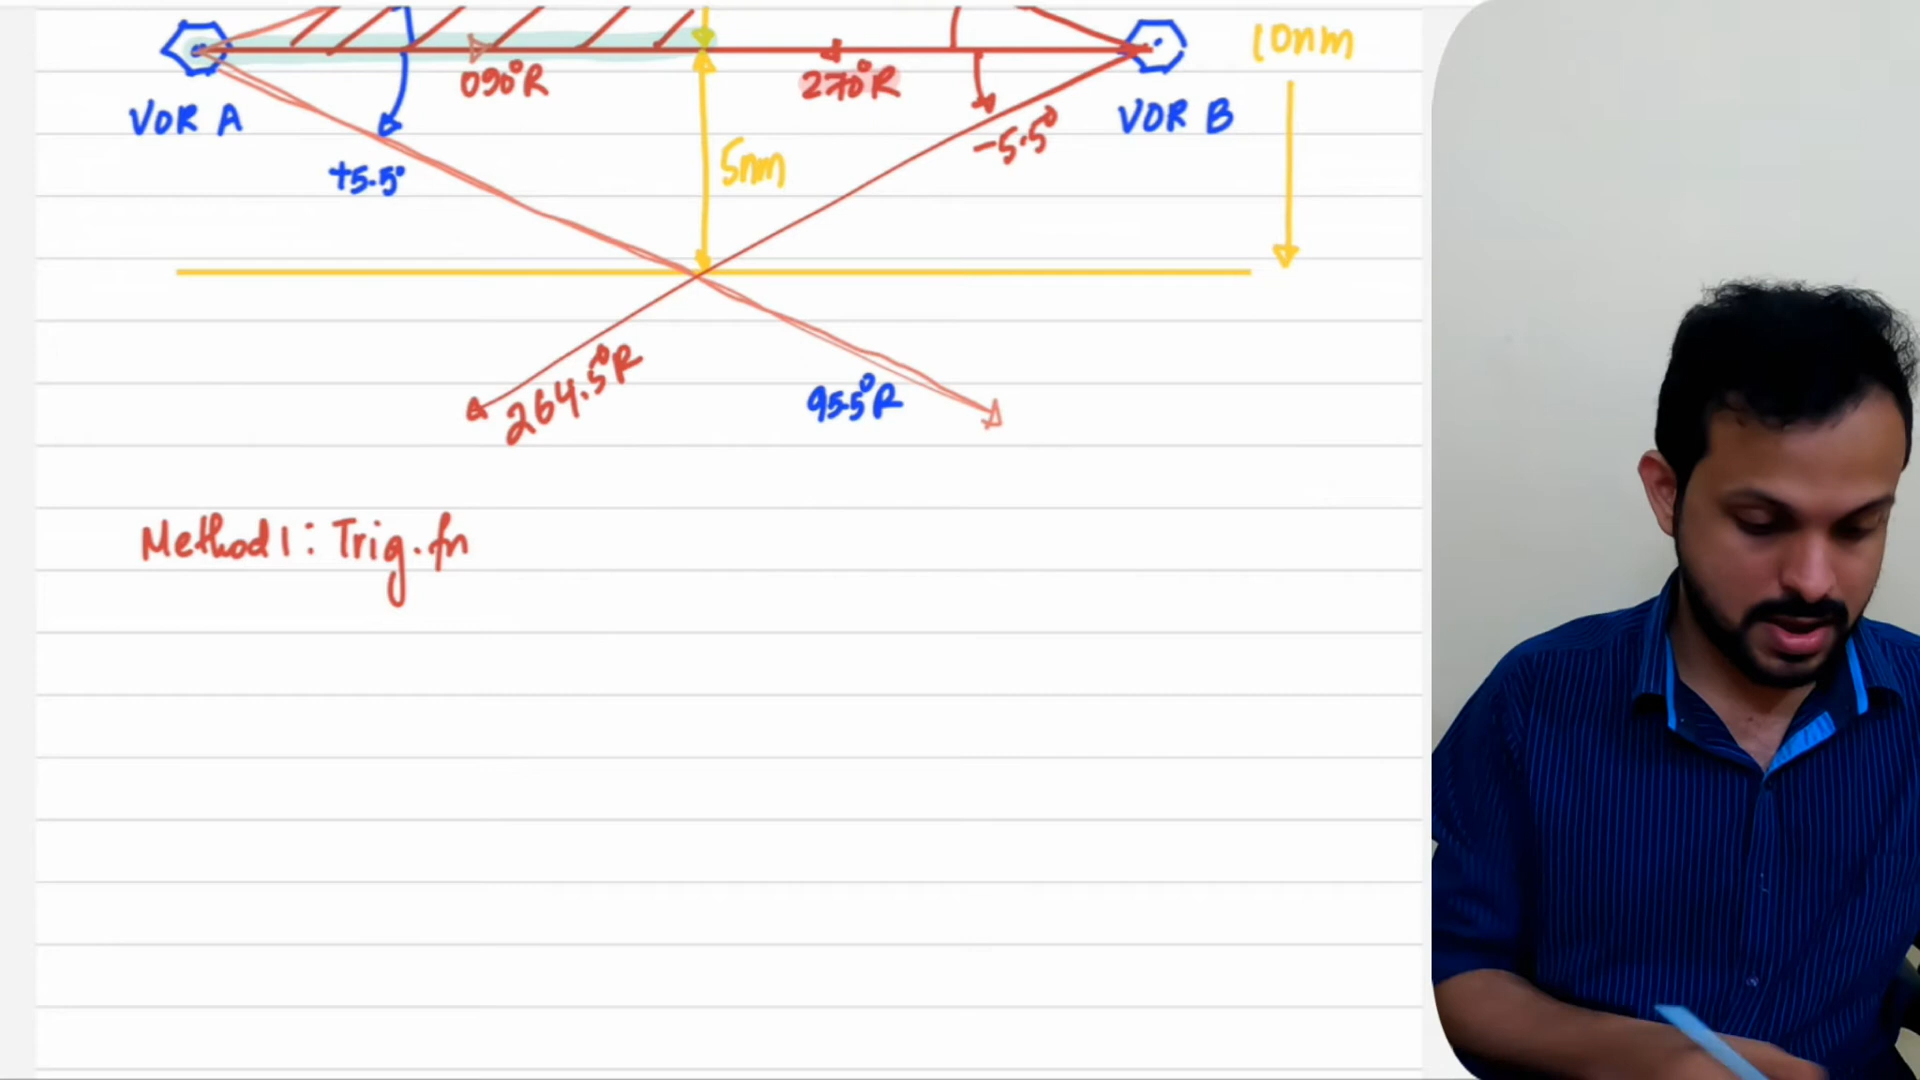 10nm
090°R
270°R
VOR A
VOR B
-5.5°
5nm
+5.5°
264.5°R
95.5°R
Method 1: Trig. fn